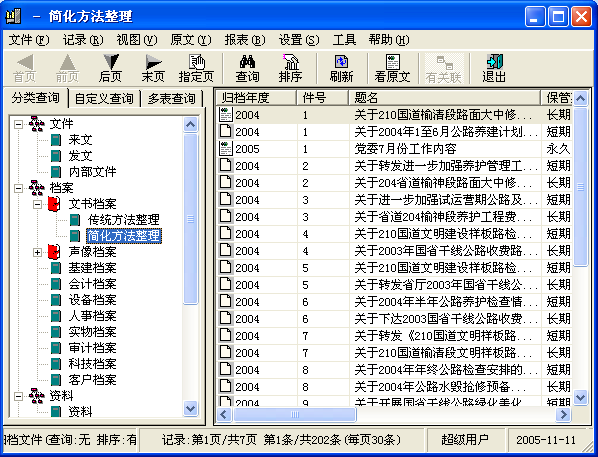 - 简化方法整理
文件(F) 记录(R) 视图(V) 原文(Y) 报表(B) 设置(S) 工具 帮助(H)
首页 前页 后页 末页 指定页 查询 排序 刷新 看原文 有关联 退出
分类查询 自定义查询 多表查询
文件
来文
发文
内部文件
档案
文书档案
传统方法整理
简化方法整理
声像档案
基建档案
会计档案
设备档案
人事档案
实物档案
审计档案
科技档案
客户档案
资料
资料
归档年度 件号 题名 保管
2004 1 关于210国道榆清段路面大中修... 长期
2004 1 关于2004年1至6月公路养建计划... 短期
2005 1 党委7月份工作内容 永久
2004 2 关于转发进一步加强养护管理工... 短期
2004 2 关于204省道榆神段路面大中修... 长期
2004 3 关于进一步加强试运营期公路及... 短期
2004 3 关于省道204榆神段养护工程费... 长期
2004 4 关于210国道文明建设样板路检... 短期
2004 4 关于2003年国省干线公路收费路... 长期
2004 5 关于210国道文明建设样板路检... 短期
2004 5 关于转发省厅2003年国省干线公... 长期
2004 6 关于2004年半年公路养护检查情... 短期
2004 6 关于下达2003国省干线公路收费... 长期
2004 7 关于转发《210国道文明样板路... 短期
2004 7 关于210国道榆清段文明样板路... 长期
2004 8 关于2004年年终公路检查安排的... 短期
2004 8 关于2004年公路水毁抢修预备... 长期
2004 9 关于开展国省干线公路绿化美化... 短期
归档文件(查询:无 排序:有 记录:第1页/共7页 第1条/共202条(每页30条) 超级用户 2005-11-11